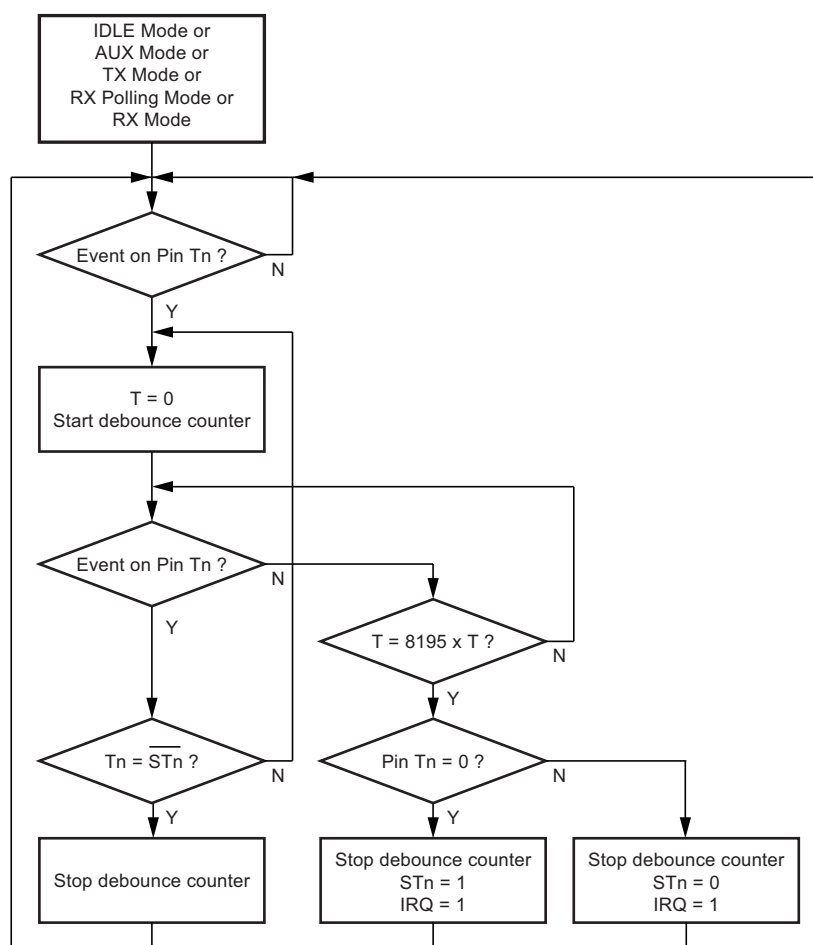 IDLE Mode or
AUX Mode or
TX Mode or
RX Polling Mode or
RX Mode
Event on Pin Tn ?
N
Y
T = 0
Start debounce counter
Event on Pin Tn ?
N
Y
T = 8195 x T ?
N
Y
Tn = S̅T̅n̅ ?
N
Y
Pin Tn = 0 ?
N
Y
Stop debounce counter
Stop debounce counter
STn = 1
IRQ = 1
Stop debounce counter
STn = 0
IRQ = 1